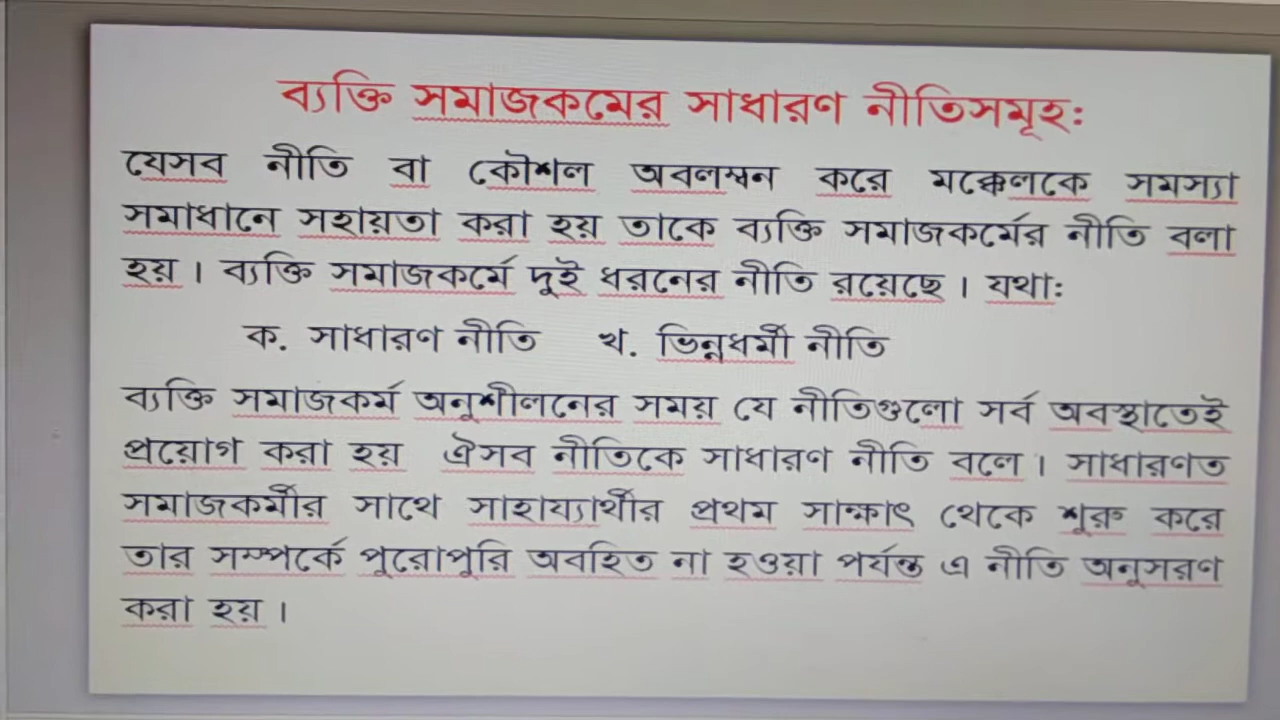 ব্যক্তি সমাজকমের সাধারণ নীতিসমূহ:
যেসব নীতি বা কৌশল অবলম্বন করে মক্কেলকে সমস্যা
সমাধানে সহায়তা করা হয় তাকে ব্যক্তি সমাজকর্মের নীতি বলা
হয়। ব্যক্তি সমাজকর্মে দুই ধরনের নীতি রয়েছে। যথা:
ক. সাধারণ নীতি খ. ভিন্নধর্মী নীতি
ব্যক্তি সমাজকর্ম অনুশীলনের সময় যে নীতিগুলো সর্ব অবস্থাতেই
প্রয়োগ করা হয় ঐসব নীতিকে সাধারণ নীতি বলে। সাধারণত
সমাজকর্মীর সাথে সাহায্যার্থীর প্রথম সাক্ষাৎ থেকে শুরু করে
তার সম্পর্কে পুরোপুরি অবহিত না হওয়া পর্যন্ত এ নীতি অনুসরণ
করা হয়।